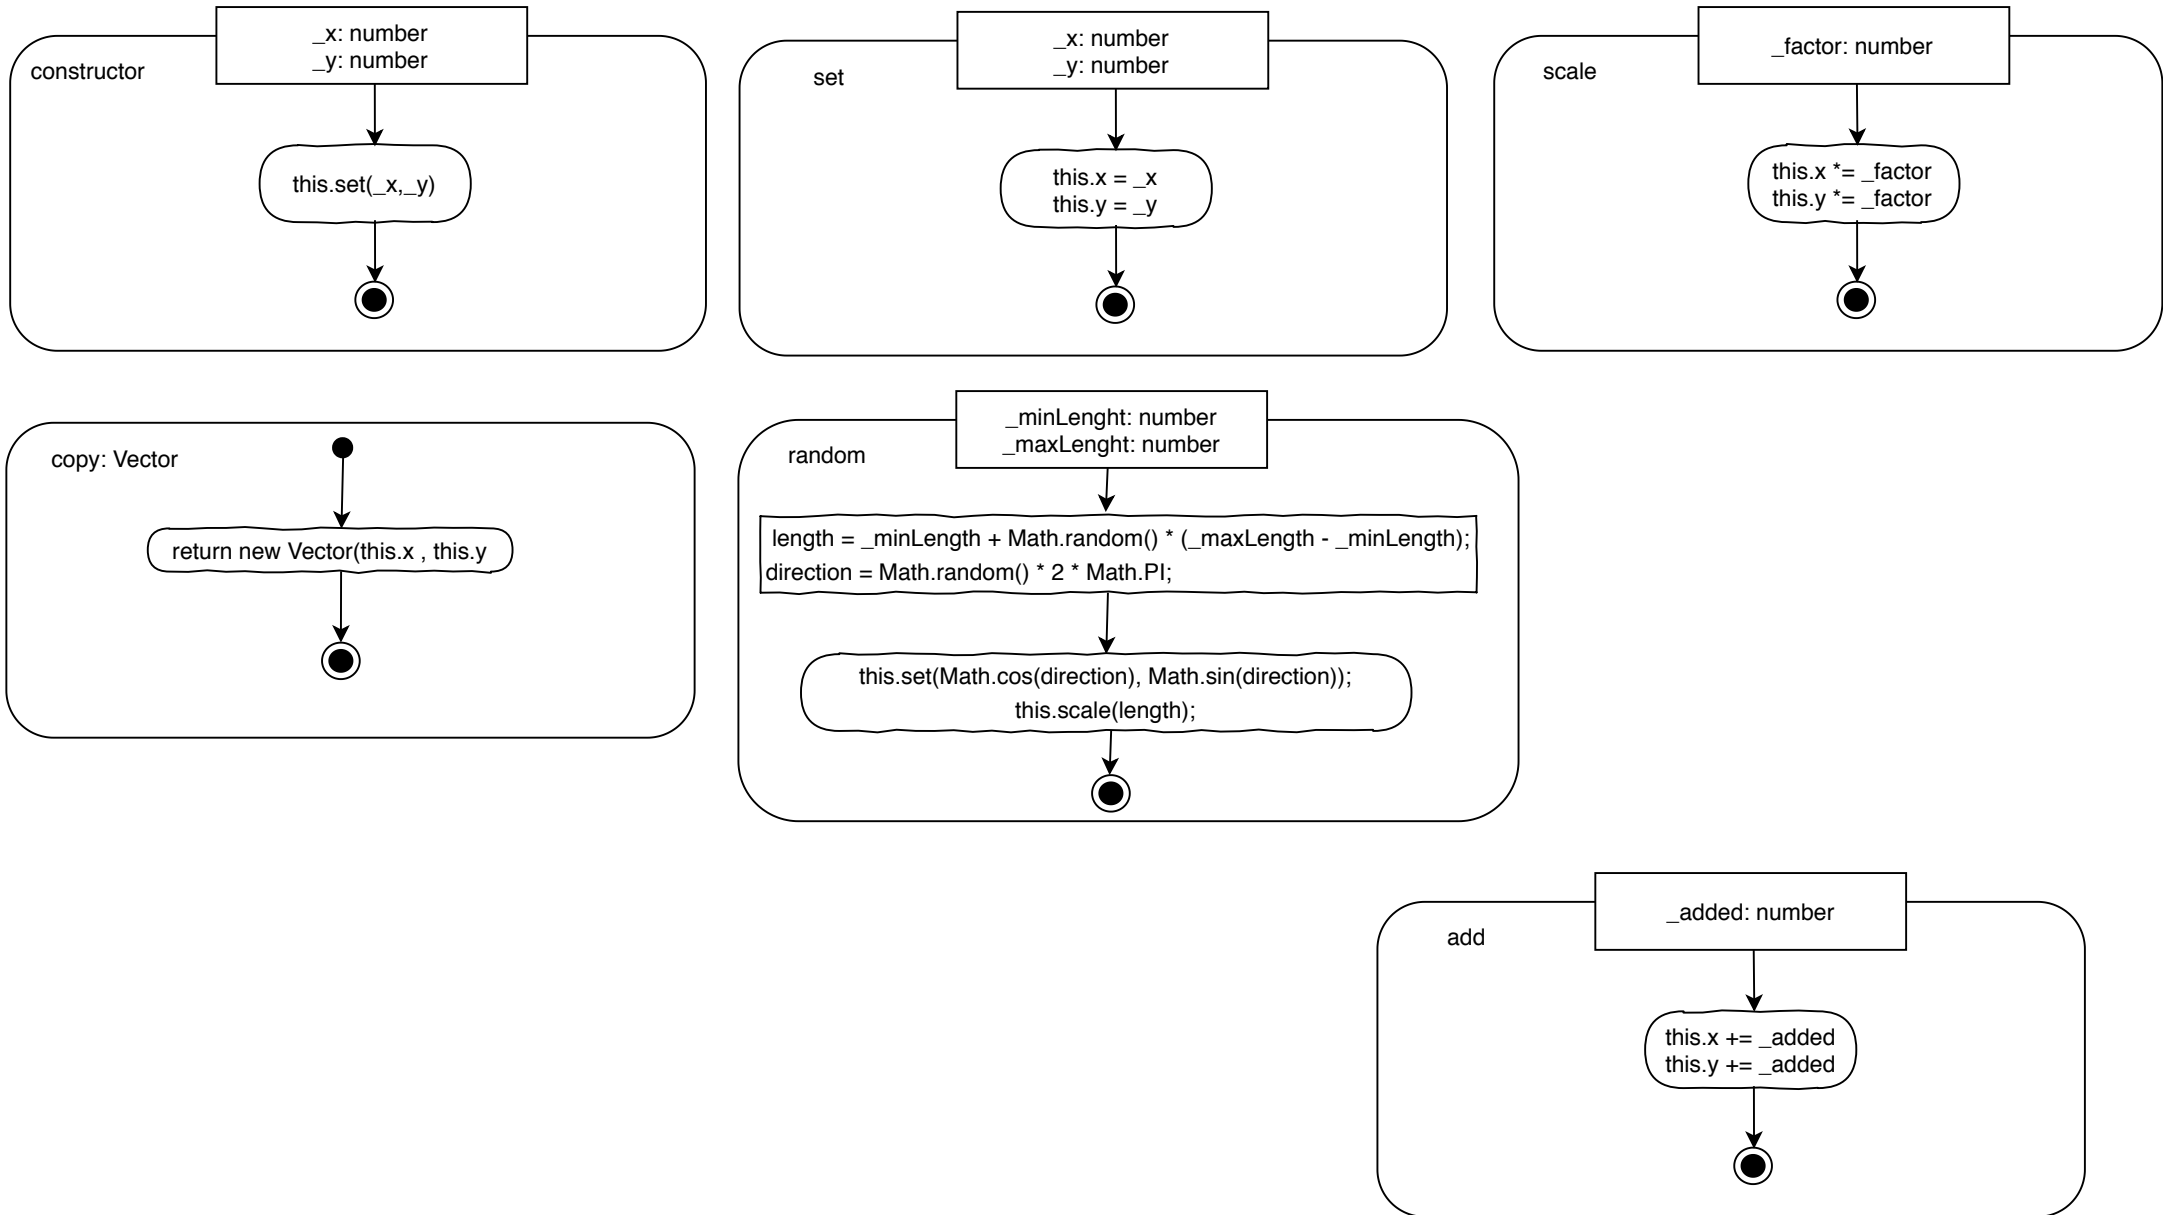 constructor
_x: number
_y: number
this.set(_x,_y)
set
_x: number
_y: number
this.x = _x
this.y = _y
scale
_factor: number
this.x *= _factor
this.y *= _factor
copy: Vector
return new Vector(this.x , this.y
random
_minLenght: number
_maxLenght: number
length = _minLength + Math.random() * (_maxLength - _minLength);
direction = Math.random() * 2 * Math.PI;
this.set(Math.cos(direction), Math.sin(direction));
this.scale(length);
add
_added: number
this.x += _added
this.y += _added